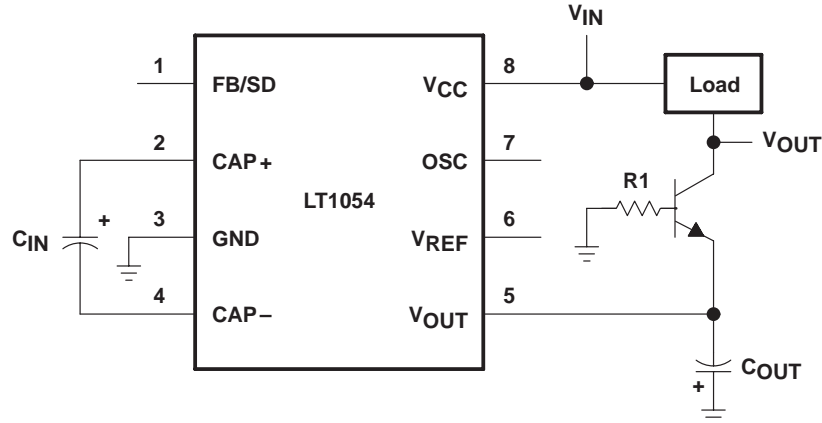 VIN
1 FB/SD VCC 8 Load
2 CAP+ OSC 7 VOUT
R1
LT1054
CIN + 3 GND VREF 6
4 CAP− VOUT 5
COUT
+